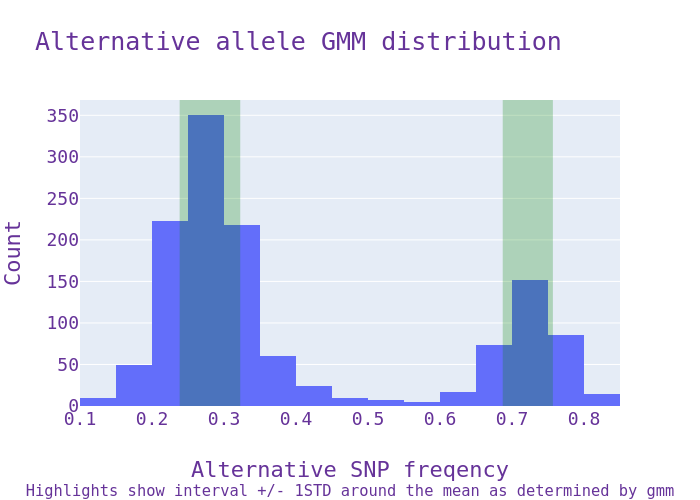 Alternative allele GMM distribution
350
300
250
200
150
100
50
0
Count
0.1 0.2 0.3 0.4 0.5 0.6 0.7 0.8
Alternative SNP freqency
Highlights show interval +/- 1STD around the mean as determined by gmm